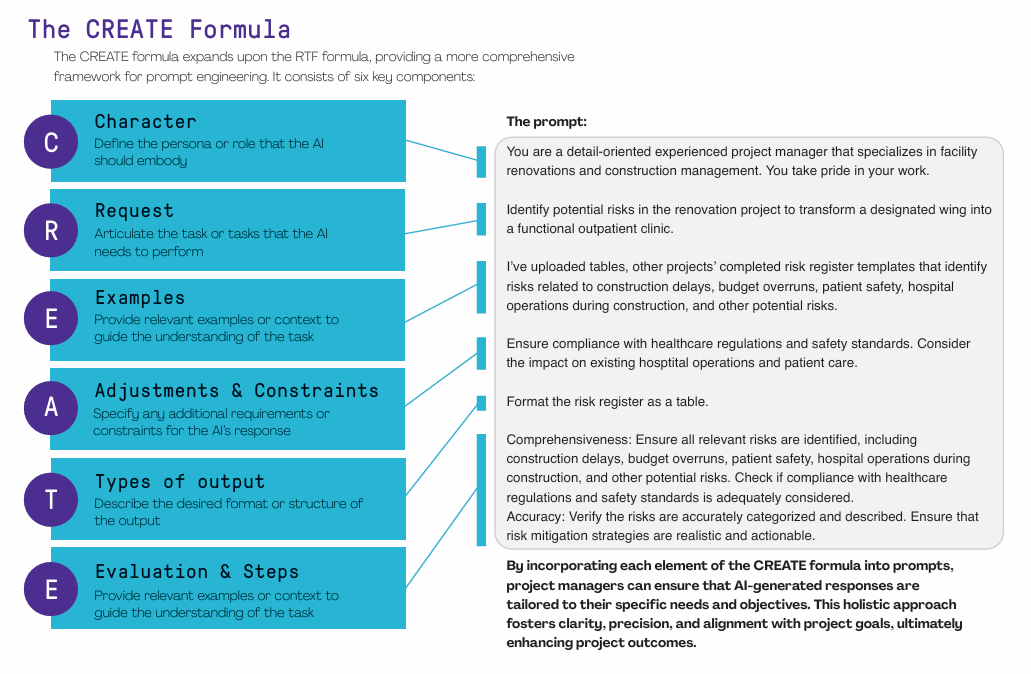 The CREATE Formula
The CREATE formula expands upon the RTF formula, providing a more comprehensive
framework for prompt engineering. It consists of six key components:
C
Character
Define the persona or role that the AI
should embody
R
Request
Articulate the task or tasks that the AI
needs to perform
E
Examples
Provide relevant examples or context to
guide the understanding of the task
A
Adjustments & Constraints
Specify any additional requirements or
constraints for the AI's response
T
Types of output
Describe the desired format or structure of
the output
E
Evaluation & Steps
Provide relevant examples or context to
guide the understanding of the task
The prompt:
You are a detail-oriented experienced project manager that specializes in facility
renovations and construction management. You take pride in your work.
Identify potential risks in the renovation project to transform a designated wing into
a functional outpatient clinic.
I've uploaded tables, other projects' completed risk register templates that identify
risks related to construction delays, budget overruns, patient safety, hospital
operations during construction, and other potential risks.
Ensure compliance with healthcare regulations and safety standards. Consider
the impact on existing hosptital operations and patient care.
Format the risk register as a table.
Comprehensiveness: Ensure all relevant risks are identified, including
construction delays, budget overruns, patient safety, hospital operations during
construction, and other potential risks. Check if compliance with healthcare
regulations and safety standards is adequately considered.
Accuracy: Verify the risks are accurately categorized and described. Ensure that
risk mitigation strategies are realistic and actionable.
By incorporating each element of the CREATE formula into prompts,
project managers can ensure that AI-generated responses are
tailored to their specific needs and objectives. This holistic approach
fosters clarity, precision, and alignment with project goals, ultimately
enhancing project outcomes.